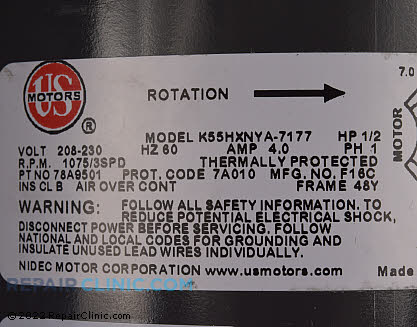 US
MOTORS
®
ROTATION
7.0
MOTOR
MODEL K55HXNYA-7177 HP 1/2
VOLT 208-230 HZ 60 AMP 4.0 PH 1
R.P.M. 1075/3SPD THERMALLY PROTECTED
PT NO 78A9501 PROT. CODE 7A010 MFG. NO. F16C
INS CL B AIR OVER CONT FRAME 48Y
WARNING: FOLLOW ALL SAFETY INFORMATION. TO
REDUCE POTENTIAL ELECTRICAL SHOCK,
DISCONNECT POWER BEFORE SERVICING. FOLLOW
NATIONAL AND LOCAL CODES FOR GROUNDING AND
INSULATE UNUSED LEAD WIRES INDIVIDUALLY.
NIDEC MOTOR CORPORATION www.usmotors.com® Made
REPAIRCLINIC.COM
© 2022 RepairClinic.com